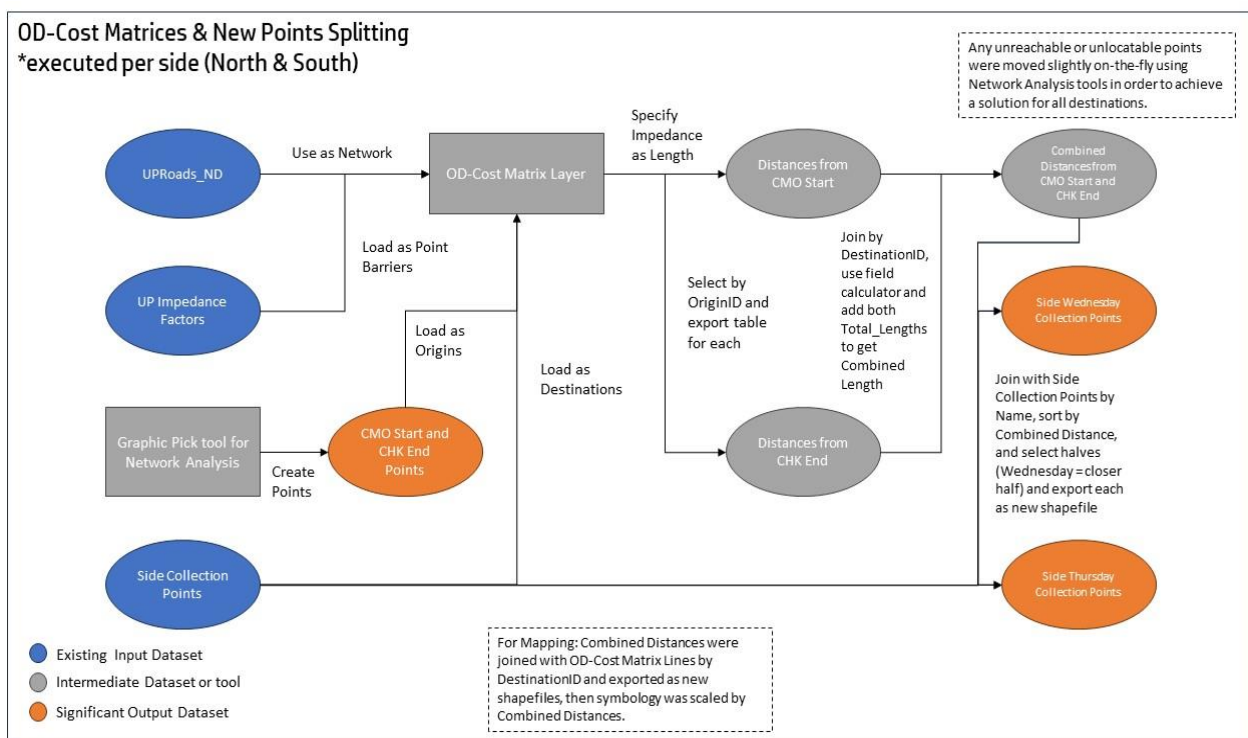 OD-Cost Matrices & New Points Splitting
*executed per side (North & South)
Any unreachable or unlocatable points
were moved slightly on-the-fly using
Network Analysis tools in order to achieve
a solution for all destinations.
UPRoads_ND
Use as Network
OD-Cost Matrix Layer
Specify
Impedance
as Length
Distances from
CMO Start
Combined
Distancesfrom
CMO Start and
CHK End
UP Impedance
Factors
Load as Point
Barriers
Select by
OriginID and
export table
for each
Join by
DestinationID,
use field
calculator and
add both
Total_Lengths
to get
Combined
Length
Side Wednesday
Collection Points
Load as
Origins
Load as
Destinations
Graphic Pick tool for
Network Analysis
Create
Points
CMO Start and
CHK End
Points
Distances from
CHK End
Join with Side
Collection Points by
Name, sort by
Combined Distance,
and select halves
(Wednesday = closer
half) and export each
as new shapefile
Side Collection
Points
Side Thursday
Collection Points
Existing Input Dataset
Intermediate Dataset or tool
Significant Output Dataset
For Mapping: Combined Distances were
joined with OD-Cost Matrix Lines by
DestinationID and exported as new
shapefiles, then symbology was scaled by
Combined Distances.